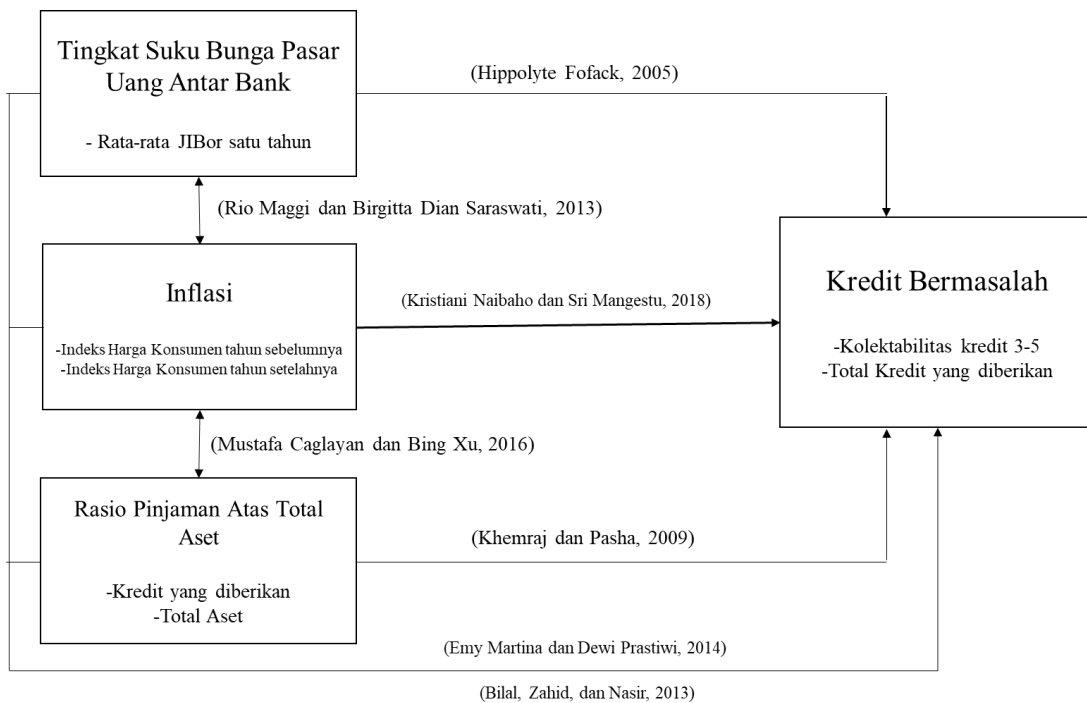 Tingkat Suku Bunga Pasar
Uang Antar Bank
- Rata-rata JIBor satu tahun
(Hippolyte Fofack, 2005)
(Rio Maggi dan Birgitta Dian Saraswati, 2013)
Inflasi
-Indeks Harga Konsumen tahun sebelumnya
-Indeks Harga Konsumen tahun setelahnya
(Kristiani Naibaho dan Sri Mangestu, 2018)
Kredit Bermasalah
-Kolektabilitas kredit 3-5
-Total Kredit yang diberikan
(Mustafa Caglayan dan Bing Xu, 2016)
Rasio Pinjaman Atas Total
Aset
-Kredit yang diberikan
-Total Aset
(Khemraj dan Pasha, 2009)
(Emy Martina dan Dewi Prastiwi, 2014)
(Bilal, Zahid, dan Nasir, 2013)